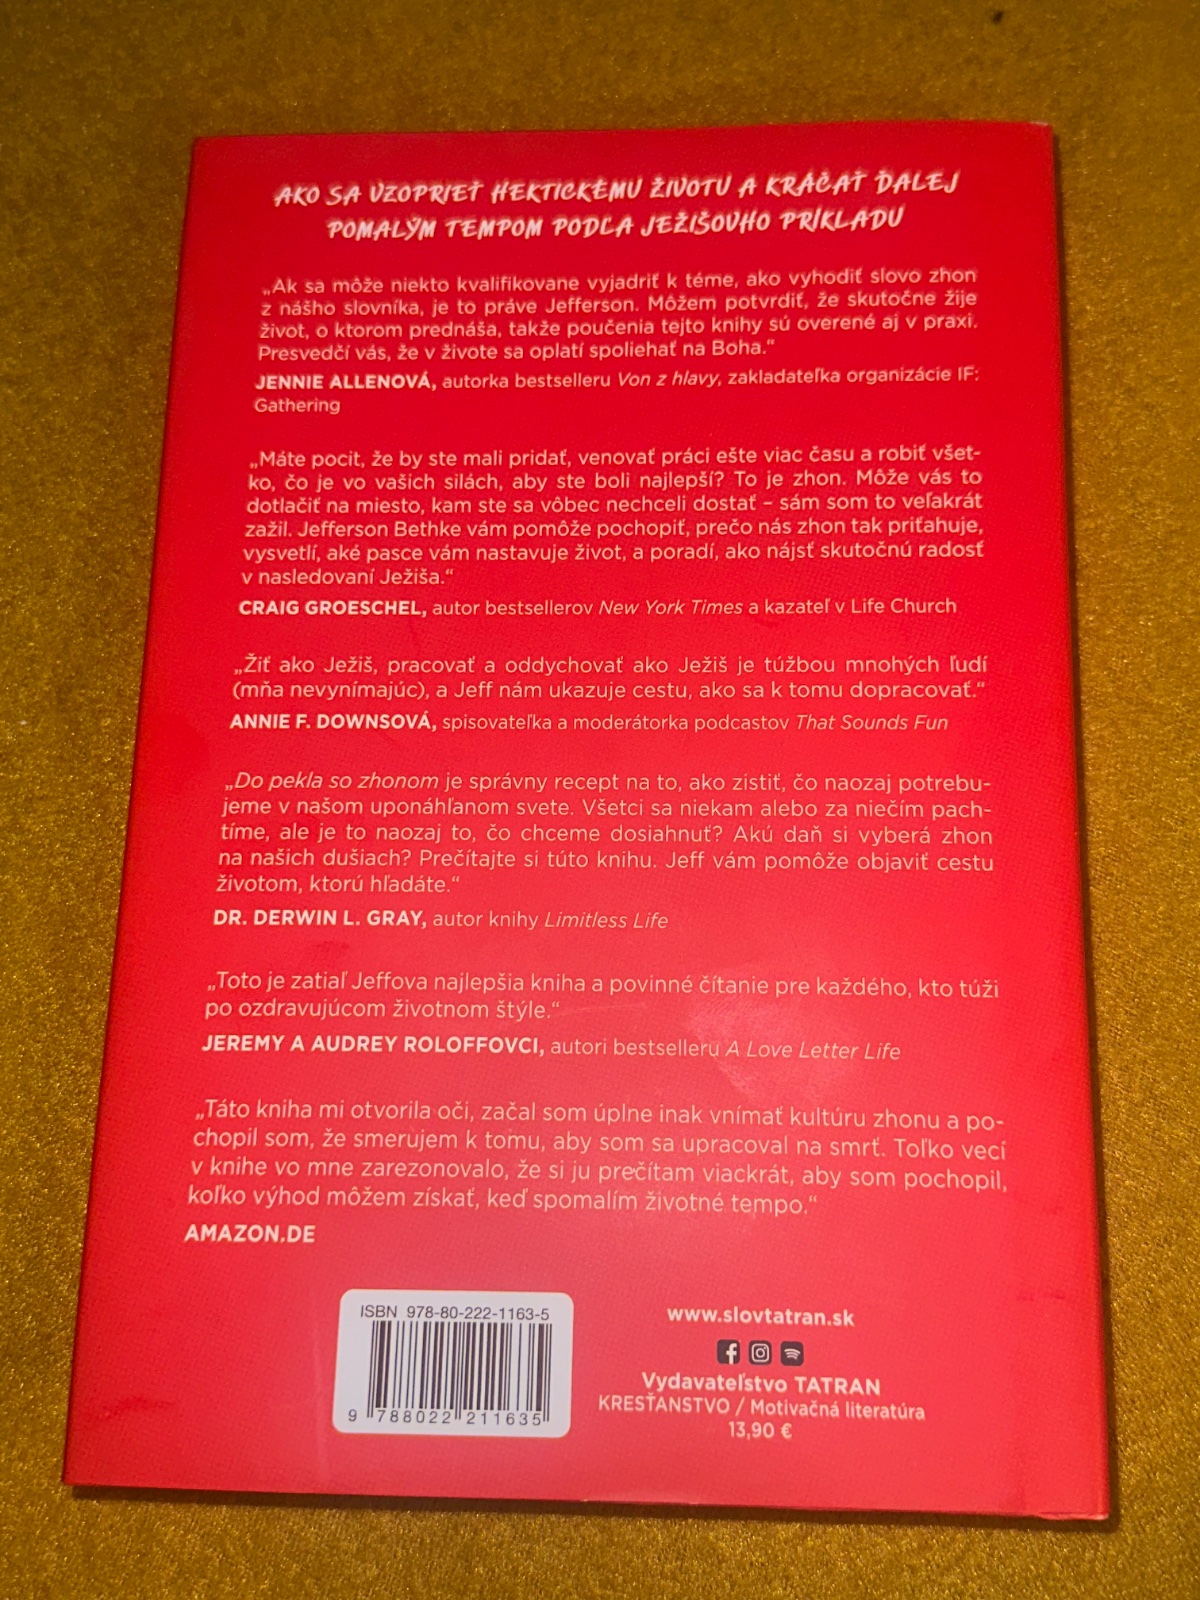 AKO SA VZOPRIEŤ HEKTICKÉMU ŽIVOTU A KRÁČAŤ ĎALEJ
POMALÝM TEMPOM PODĽA JEŽIŠOVHO PRÍKLADU
„Ak sa môže niekto kvalifikovane vyjadriť k téme, ako vyhodiť slovo zhon
z nášho slovníka, je to práve Jefferson. Môžem potvrdiť, že skutočne žije
život, o ktorom prednáša, takže poučenia tejto knihy sú overené aj v praxi.
Presvedčí vás, že v živote sa oplatí spoliehať na Boha.“
JENNIE ALLENOVÁ, autorka bestselleru Von z hlavy, zakladateľka organizácie IF:
Gathering
„Máte pocit, že by ste mali pridať, venovať práci ešte viac času a robiť všet-
ko, čo je vo vašich silách, aby ste boli najlepší? To je zhon. Môže vás to
dotlačiť na miesto, kam ste sa vôbec nechceli dostať – sám som to veľakrát
zažil. Jefferson Bethke vám pomôže pochopiť, prečo nás zhon tak priťahuje,
vysvetlí, aké pasce vám nastavuje život, a poradí, ako nájsť skutočnú radosť
v nasledovaní Ježiša.“
CRAIG GROESCHEL, autor bestsellerov New York Times a kazateľ v Life Church
„Žiť ako Ježiš, pracovať a oddychovať ako Ježiš je túžbou mnohých ľudí
(mňa nevynímajúc), a Jeff nám ukazuje cestu, ako sa k tomu dopracovať.“
ANNIE F. DOWNSOVÁ, spisovateľka a moderátorka podcastov That Sounds Fun
„Do pekla so zhonom je správny recept na to, ako zistiť, čo naozaj potrebu-
jeme v našom uponáhľanom svete. Všetci sa niekam alebo za niečím pach-
tíme, ale je to naozaj to, čo chceme dosiahnuť? Akú daň si vyberá zhon
na našich dušiach? Prečítajte si túto knihu. Jeff vám pomôže objaviť cestu
životom, ktorú hľadáte.“
DR. DERWIN L. GRAY, autor knihy Limitless Life
„Toto je zatiaľ Jeffova najlepšia kniha a povinné čítanie pre každého, kto túži
po ozdravujúcom životnom štýle.“
JEREMY A AUDREY ROLOFFOVCI, autori bestselleru A Love Letter Life
„Táto kniha mi otvorila oči, začal som úplne inak vnímať kultúru zhonu a po-
chopil som, že smerujem k tomu, aby som sa upracoval na smrť. Toľko vecí
v knihe vo mne zarezonovalo, že si ju prečítam viackrát, aby som pochopil,
koľko výhod môžem získať, keď spomalím životné tempo.“
AMAZON.DE
ISBN 978-80-222-1163-5
9 788022 211635
www.slovtatran.sk
Vydavateľstvo TATRAN
KRESŤANSTVO / Motivačná literatúra
13,90 €